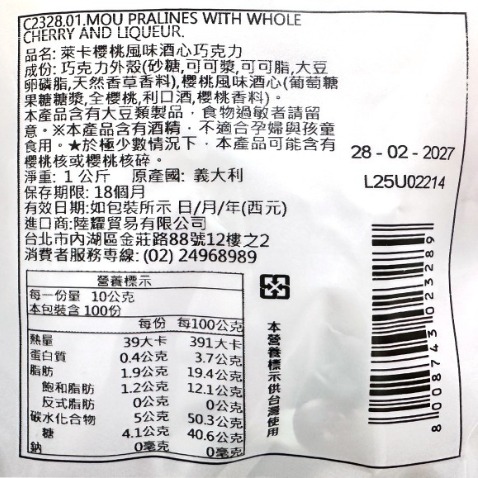 C2328.01.MOU PRALINES WITH WHOLE
CHERRY AND LIQUEUR.
品名: 萊卡櫻桃風味酒心巧克力
成份: 巧克力外殼(砂糖,可可漿,可可脂,大豆
卵磷脂,天然香草香料),櫻桃風味酒心(葡萄糖
果糖糖漿,全櫻桃,利口酒,櫻桃香料)。
本產品含有大豆類製品，食物過敏者請留
意。※本產品含有酒精，不適合孕婦與孩童
食用。★於極少數情況下，本產品可能含有
櫻桃核或櫻桃核碎。
淨重: 1 公斤 原產國: 義大利
保存期限: 18個月
有效日期:如包裝所示 日/月/年(西元)
進口商:陸耀貿易有限公司
台北市內湖區金莊路88號12樓之2
消費者服務專線: (02) 24968989
28-02-2027
L25U02214
營養標示
每一份量 10公克
本包裝含 100份
每份 每100公克
熱量 39大卡 391大卡
蛋白質 0.4公克 3.7公克
脂肪 1.9公克 19.4公克
飽和脂肪 1.2公克 12.1公克
反式脂肪 0公克 0公克
碳水化合物 5公克 50.3公克
糖 4.1公克 40.6公克
鈉 0毫克 0毫克
本營養標示供台灣使用
8 008743 023289